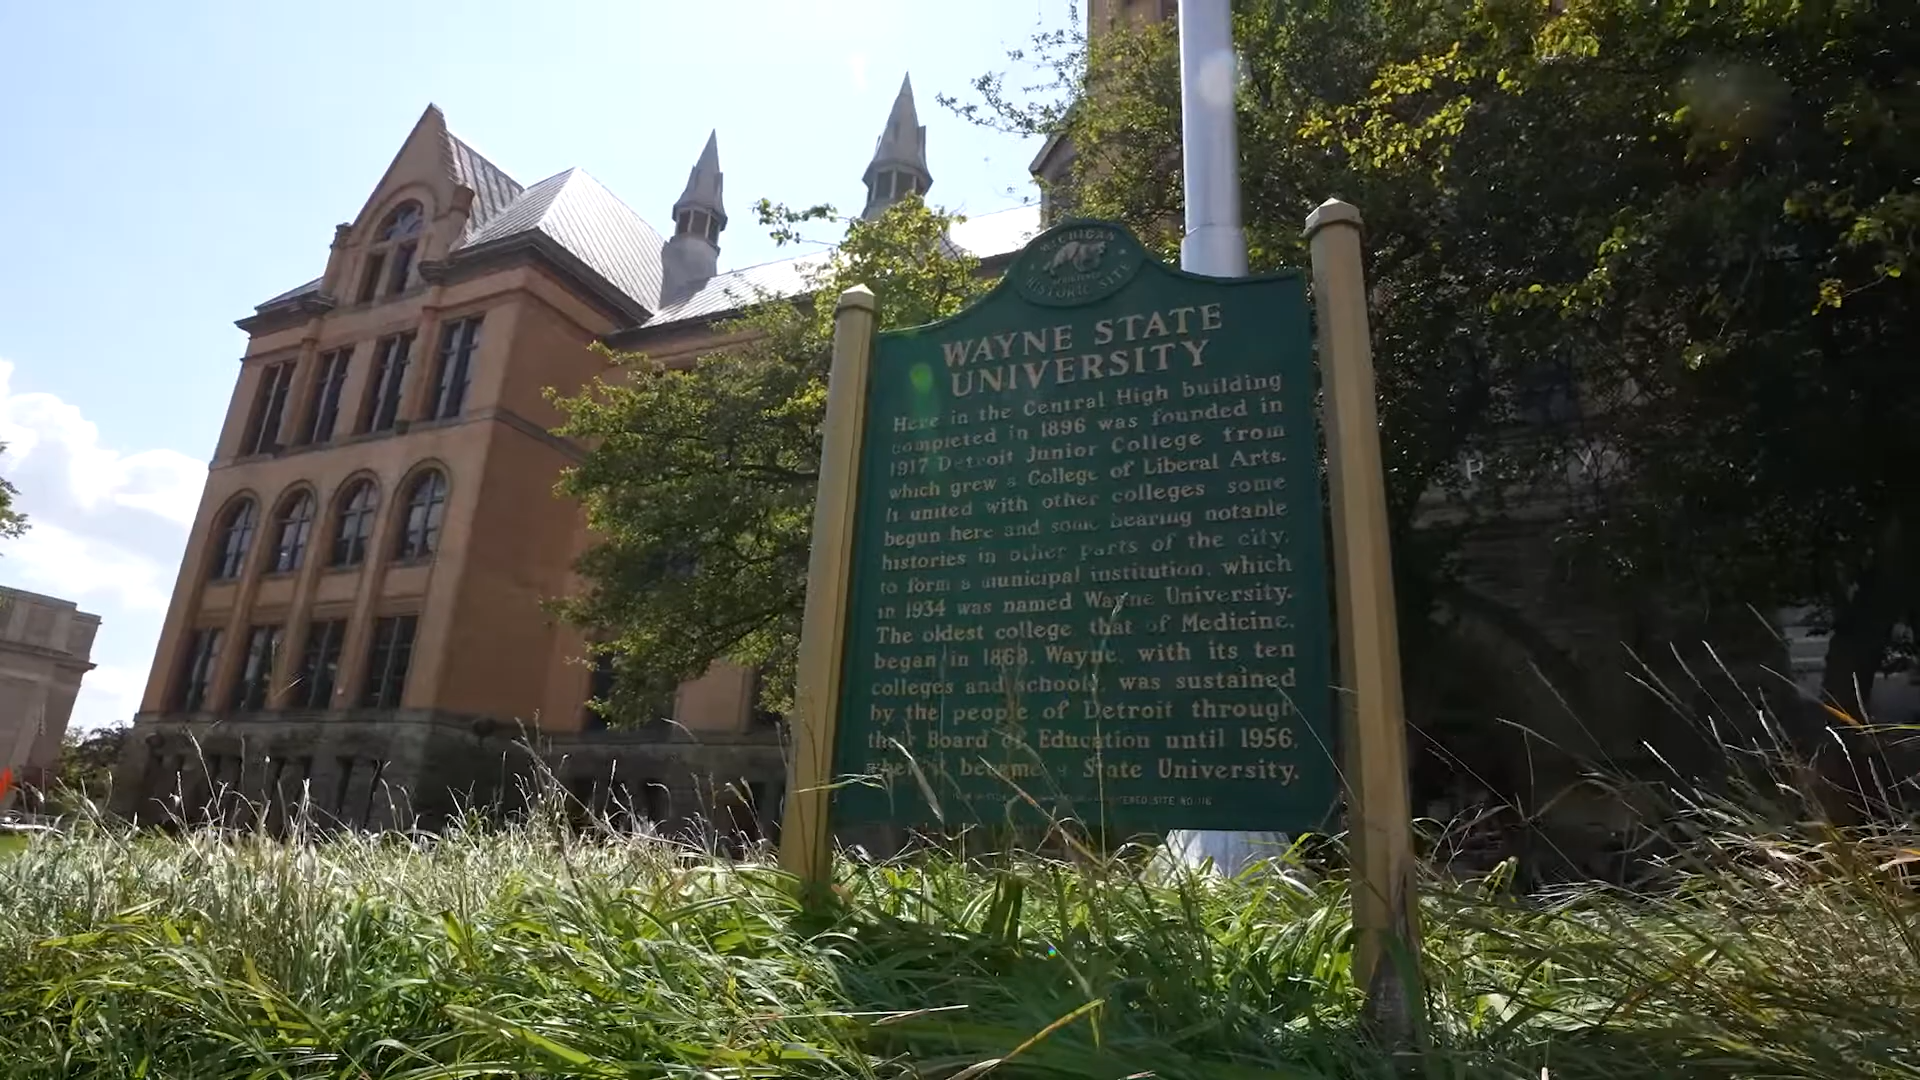 MICHIGAN
HISTORIC SITE
WAYNE STATE
UNIVERSITY
Here in the Central High building
completed in 1896 was founded in
1917 Detroit Junior College from
which grew a College of Liberal Arts.
It united with other colleges some
begun here and some bearing notable
histories in other parts of the city,
to form a municipal institution, which
in 1934 was named Wayne University.
The oldest college, that of Medicine,
began in 1868. Wayne, with its ten
colleges and schools, was sustained
by the people of Detroit through
their Board of Education until 1956,
when it became a State University.
REGISTERED SITE NO. 116